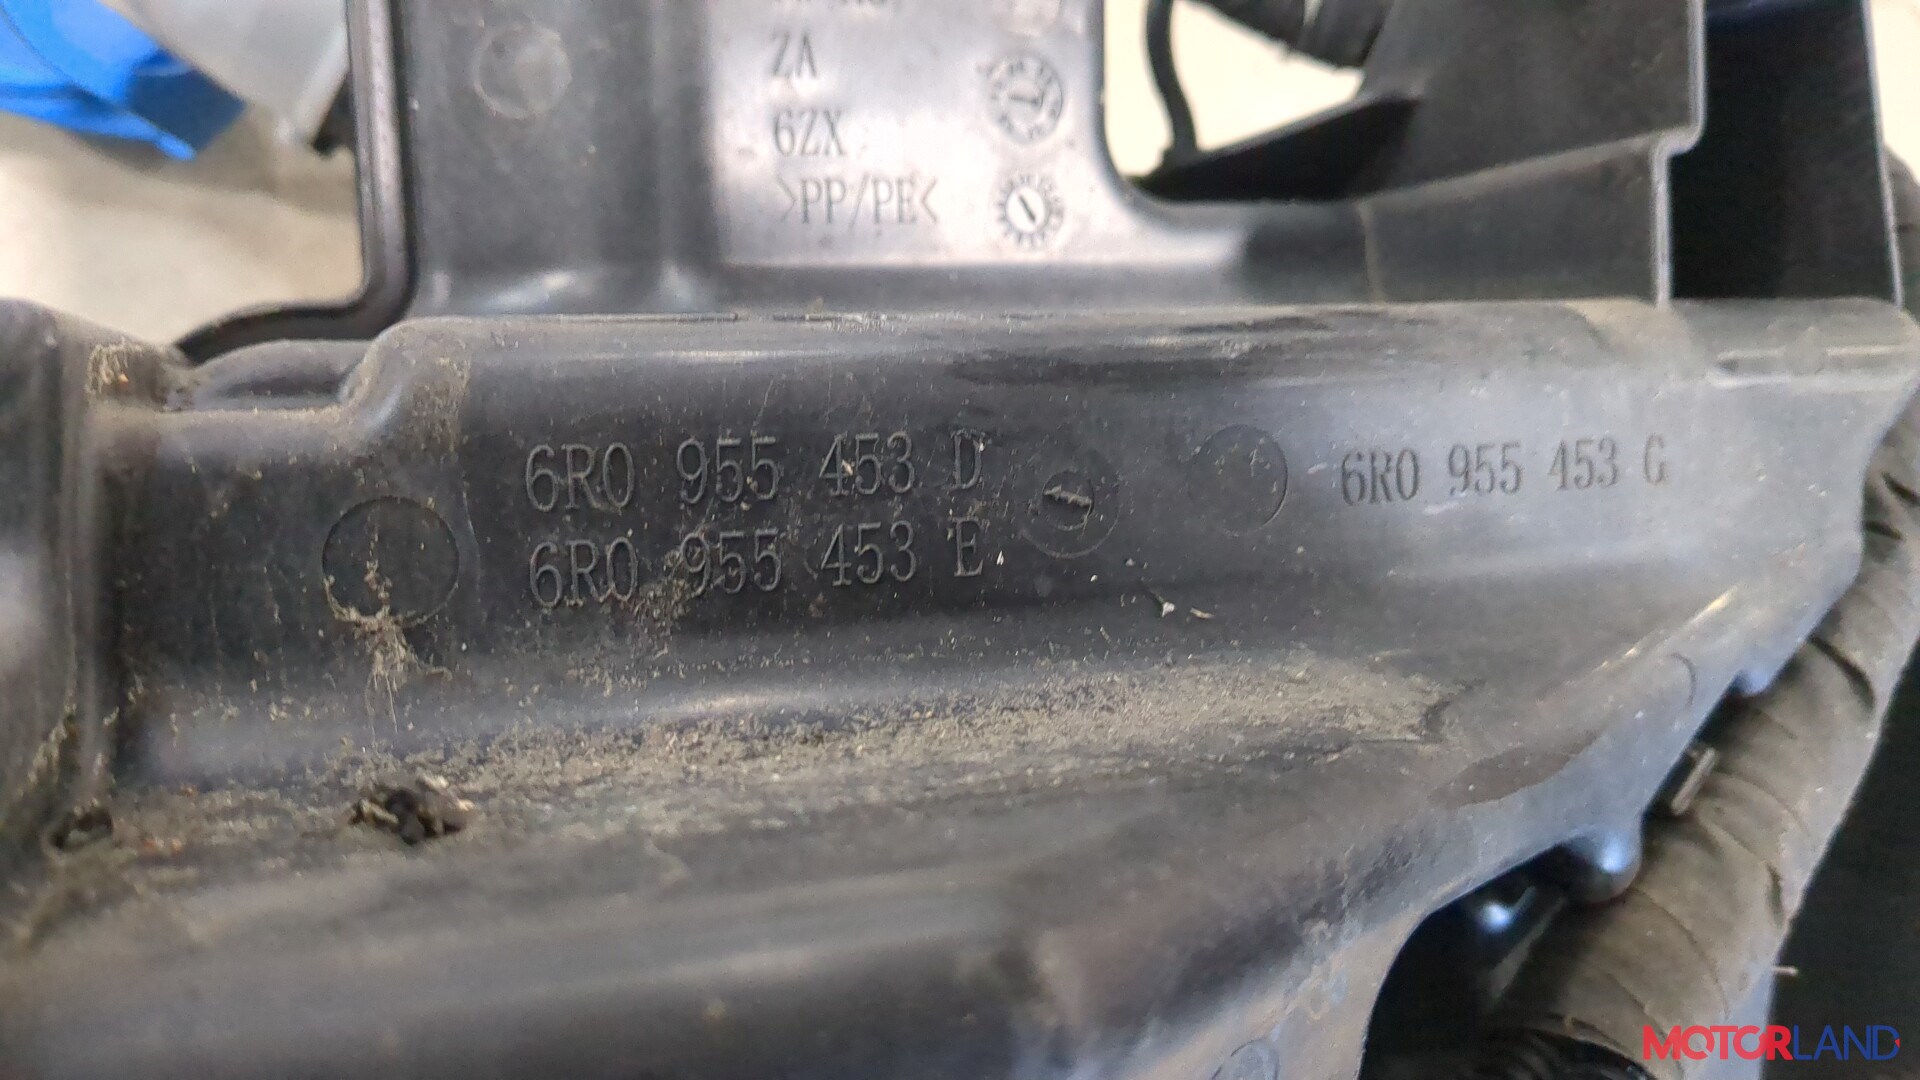 ZA
6ZX
>PP/PE<
6R0 955 453 D
6R0 955 453 E
6R0 955 453 G
MOTORLAND